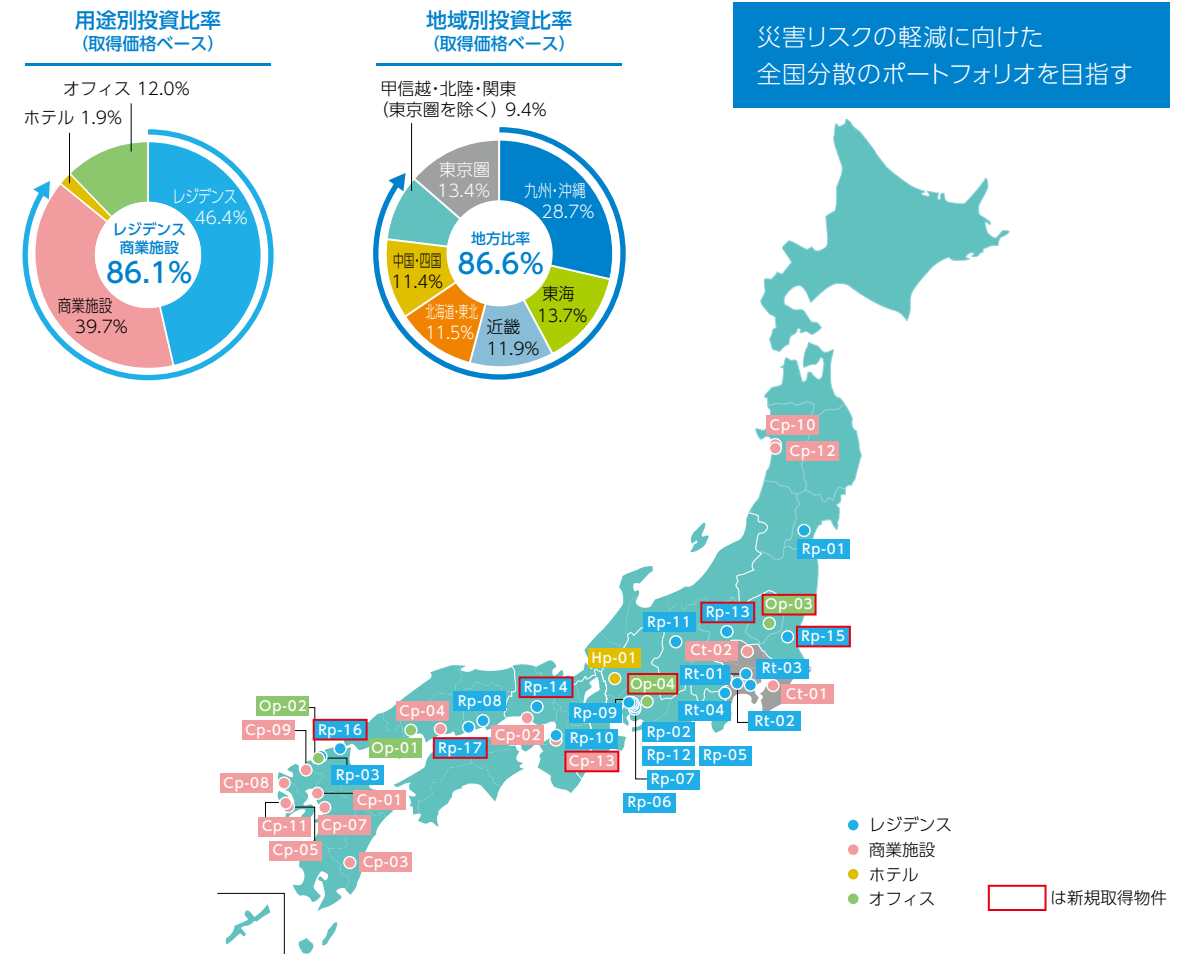 用途別投資比率
(取得価格ベース)
オフィス 12.0%
ホテル 1.9%
レジデンス
46.4%
レジデンス
商業施設
86.1%
商業施設
39.7%
地域別投資比率
(取得価格ベース)
甲信越・北陸・関東
(東京圏を除く) 9.4%
東京圏
13.4%
九州・沖縄
28.7%
地方比率
86.6%
中国・四国
11.4%
東海
13.7%
北海道・東北
11.5%
近畿
11.9%
災害リスクの軽減に向けた
全国分散のポートフォリオを目指す
Cp-10
Cp-12
Rp-01
Op-03
Rp-13
Rp-11
Rp-15
Ct-02
Hp-01
Rt-01
Rt-03
Op-04
Rp-14
Ct-01
Rp-08
Op-02
Cp-04
Rp-09
Rt-04
Rt-02
Cp-09
Rp-16
Cp-02
Rp-10
Rp-02
Op-01
Rp-17
Cp-13
Rp-12
Rp-05
Rp-03
Rp-07
Cp-08
Cp-01
Rp-06
Cp-11
Cp-07
Cp-05
Cp-03
レジデンス
商業施設
ホテル
オフィス
は新規取得物件